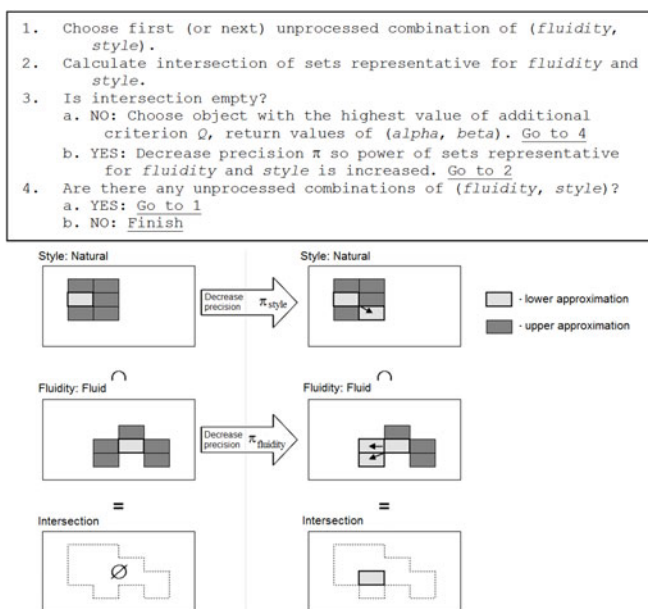 1. Choose first (or next) unprocessed combination of (fluidity,
style).
2. Calculate intersection of sets representative for fluidity and
style.
3. Is intersection empty?
a. NO: Choose object with the highest value of additional
criterion Q, return values of (alpha, beta). Go to 4
b. YES: Decrease precision π so power of sets representative
for fluidity and style is increased. Go to 2
4. Are there any unprocessed combinations of (fluidity, style)?
a. YES: Go to 1
b. NO: Finish
Style: Natural
Decrease
precision
π style
Style: Natural
- lower approximation
- upper approximation
∩
∩
Fluidity: Fluid
Decrease
precision
π fluidity
Fluidity: Fluid
=
=
Intersection
∅
Intersection